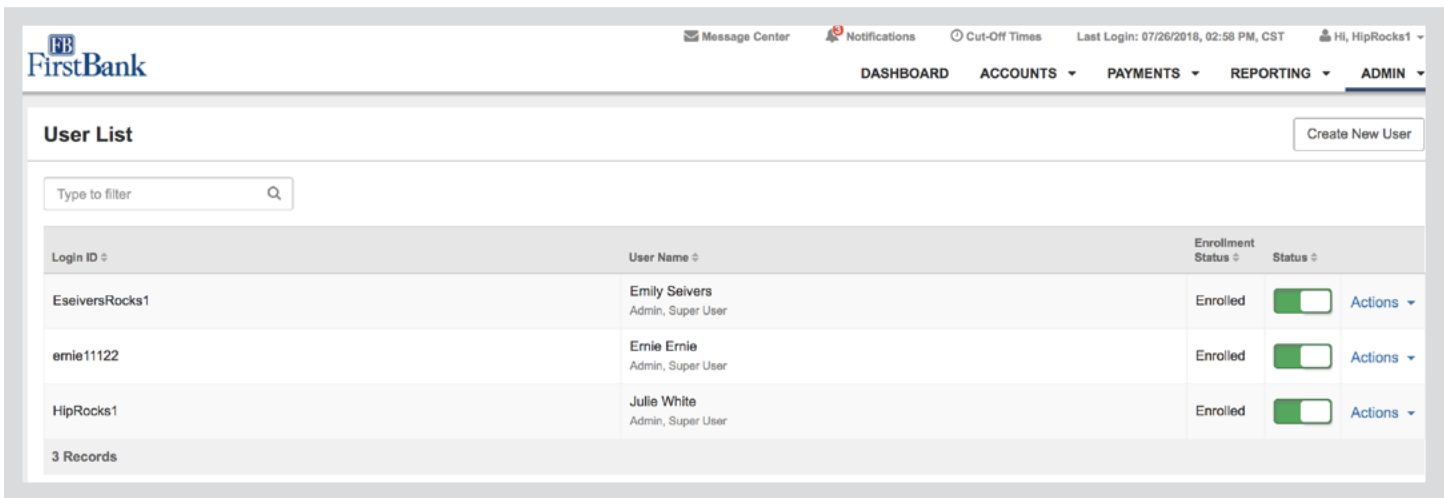 FB
FirstBank
Message Center 3 Notifications Cut-Off Times Last Login: 07/26/2018, 02:58 PM, CST Hi, HipRocks1
DASHBOARD ACCOUNTS PAYMENTS REPORTING ADMIN
User List Create New User
Type to filter
Login ID User Name Enrollment Status Status
EseiversRocks1 Emily Seivers Enrolled Actions
Admin, Super User
ernie11122 Ernie Ernie Enrolled Actions
Admin, Super User
HipRocks1 Julie White Enrolled Actions
Admin, Super User
3 Records